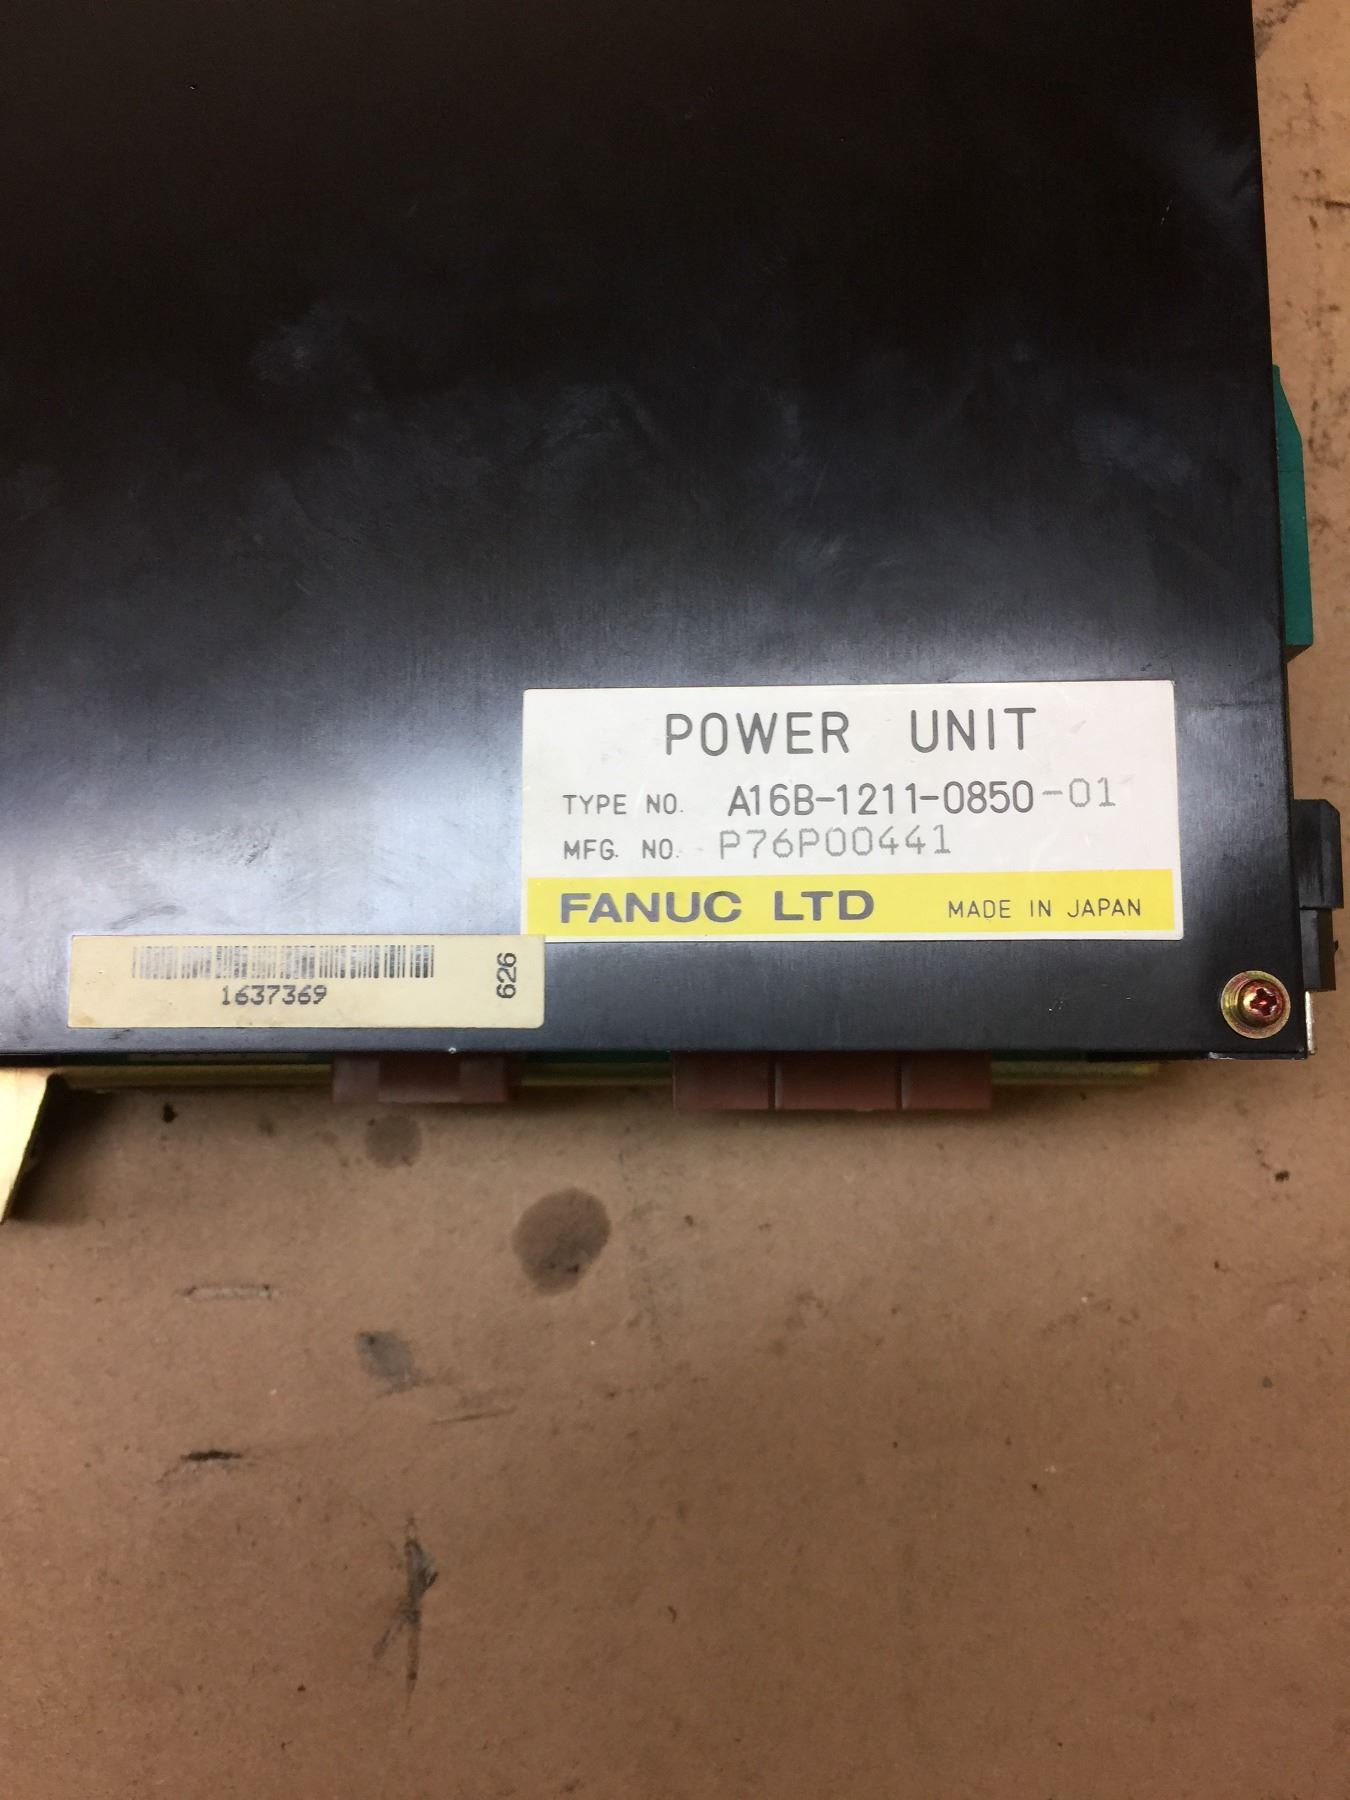 POWER UNIT
TYPE NO. A16B-1211-0850-01
MFG. NO. P76P00441
FANUC LTD MADE IN JAPAN
1637369
626